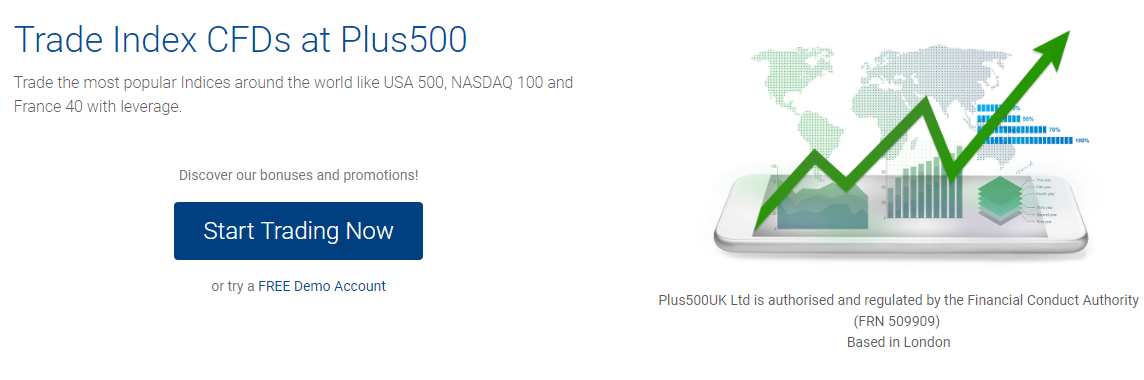 Trade Index CFDs at Plus500
Trade the most popular Indices around the world like USA 500, NASDAQ 100 and
France 40 with leverage.
Discover our bonuses and promotions!
Start Trading Now
or try a FREE Demo Account
50%
70%
100%
Plus500UK Ltd is authorised and regulated by the Financial Conduct Authority
(FRN 509909)
Based in London